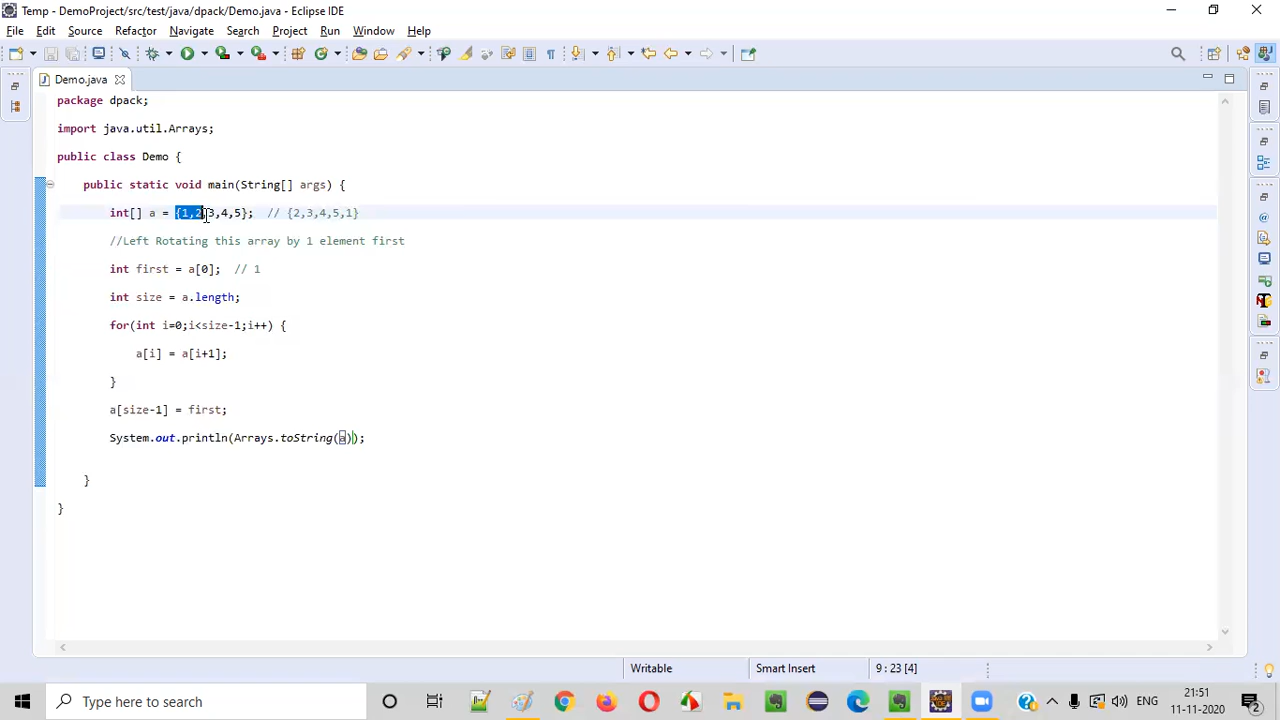 Temp - DemoProject/src/test/java/dpack/Demo.java - Eclipse IDE
File Edit Source Refactor Navigate Search Project Run Window Help
Demo.java
package dpack;
import java.util.Arrays;
public class Demo {
public static void main(String[] args) {
int[] a = {1,2,3,4,5}; // {2,3,4,5,1}
//Left Rotating this array by 1 element first
int first = a[0]; // 1
int size = a.length;
for(int i=0;i<size-1;i++) {
a[i] = a[i+1];
}
a[size-1] = first;
System.out.println(Arrays.toString(a));
}
}
Writable Smart Insert 9 : 23 [4]
Type here to search
ENG
21:51
11-11-2020
2